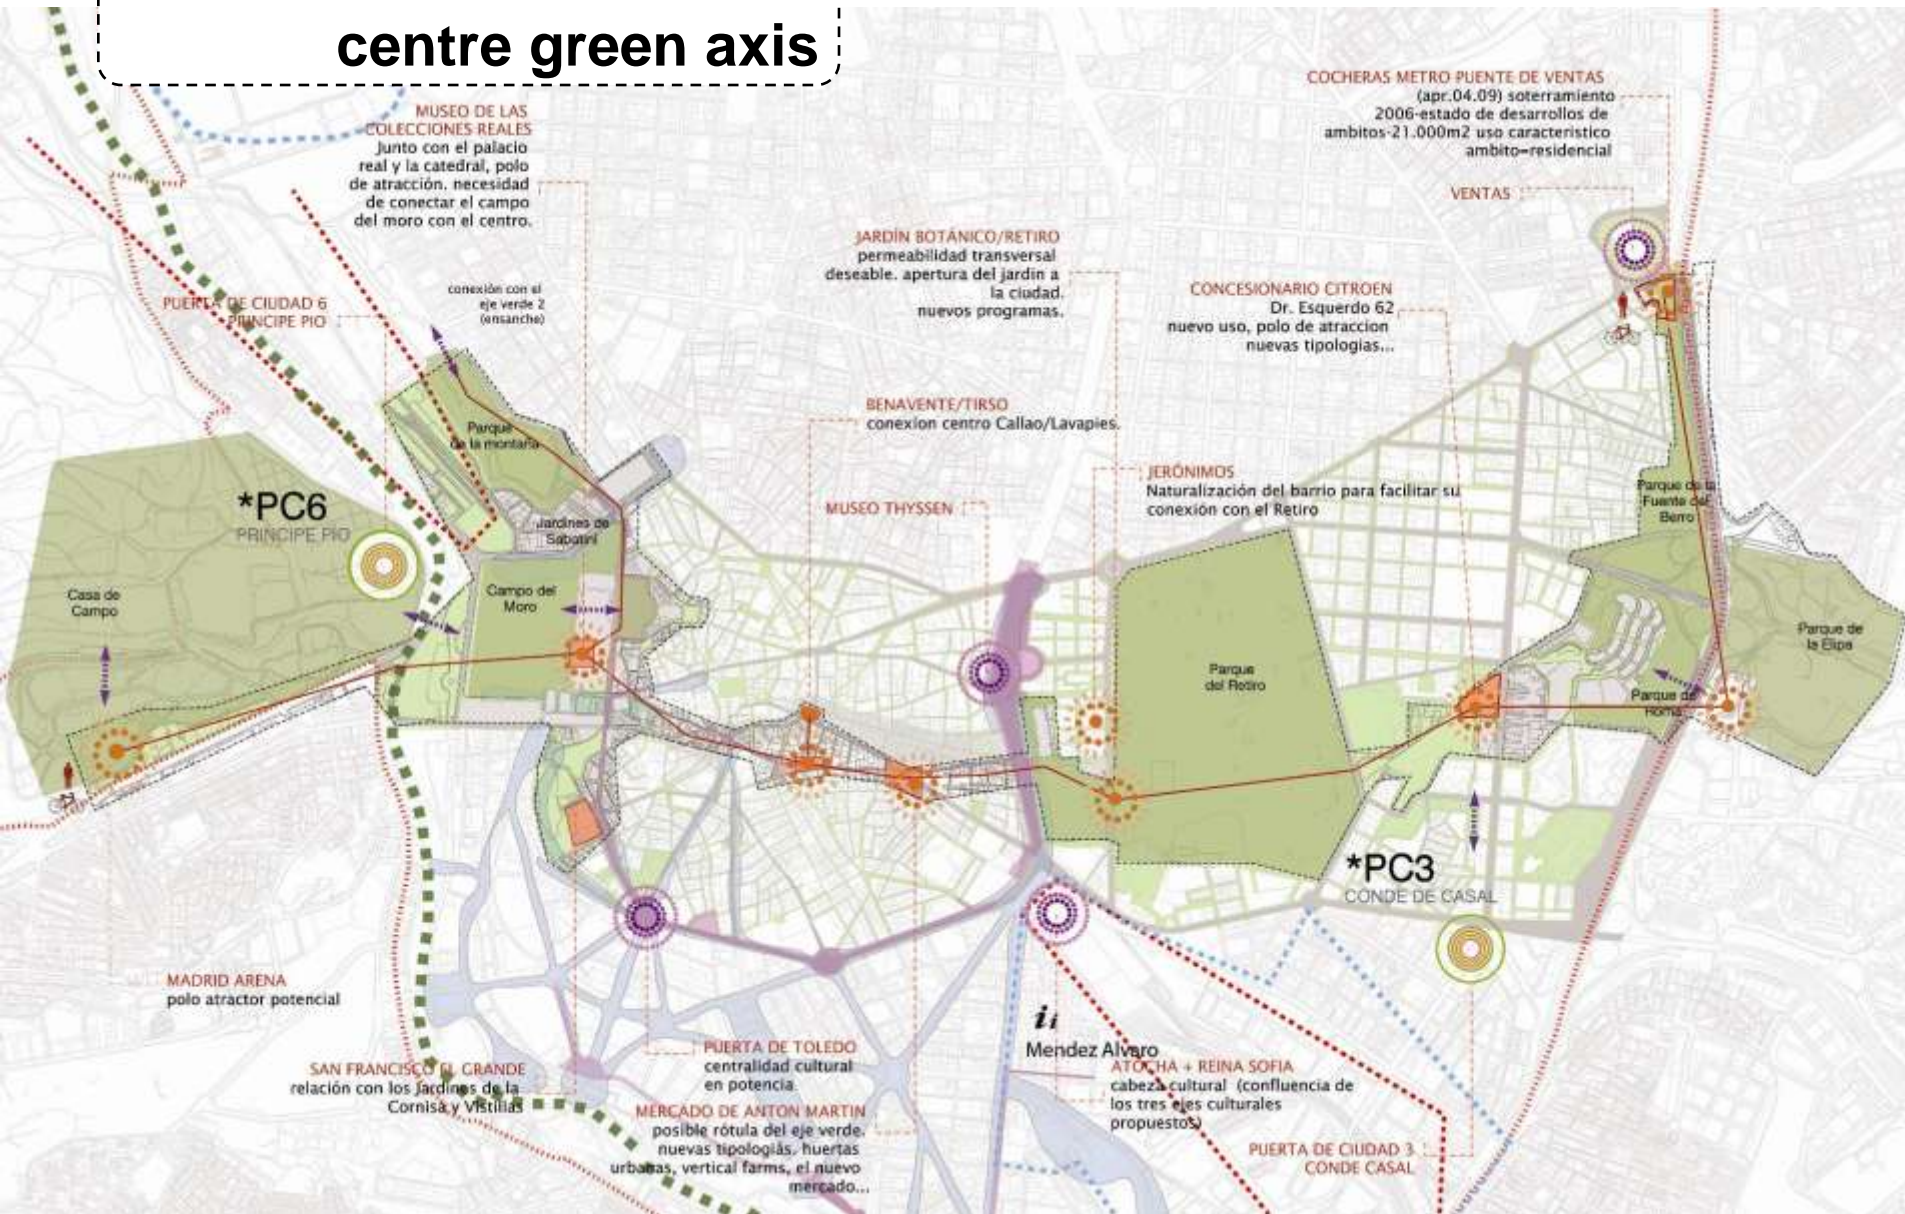 centre green axis
MUSEO DE LAS
COLECCIONES REALES
Junto con el palacio
real y la catedral, polo
de atracción. necesidad
de conectar el campo
del moro con el centro.
COCHERAS METRO PUENTE DE VENTAS
(apr.04.09) soterramiento
2006-estado de desarrollos de
ambitos-21.000m2 uso caracteristico
ambito=residencial
VENTAS
JARDÍN BOTÁNICO/RETIRO
permeabilidad transversal
deseable. apertura del jardin a
la ciudad.
nuevos programas.
CONCESIONARIO CITROEN
Dr. Esquerdo 62
nuevo uso, polo de atraccion
nuevas tipologias...
PUERTA DE CIUDAD 6
PRINCIPE PIO
conexión con el
eje verde 2
(ensanche)
BENAVENTE/TIRSO
conexion centro Callao/Lavapies.
JERÓNIMOS
Naturalización del barrio para facilitar su
conexión con el Retiro
MUSEO THYSSEN
Parque
de la montaña
Jardines de
Sabatini
*PC6
PRINCIPE PIO
Casa de
Campo
Campo del
Moro
Parque de la
Fuente del
Berro
Parque de
la Elipa
Parque
del Retiro
Parque de
Roma
*PC3
CONDE DE CASAL
MADRID ARENA
polo atractor potencial
SAN FRANCISCO EL GRANDE
relación con los Jardines de la
Cornisa y Vistillas
PUERTA DE TOLEDO
centralidad cultural
en potencia
MERCADO DE ANTON MARTIN
posible rótula del eje verde.
nuevas tipologías. huertas
urbanas, vertical farms, el nuevo
mercado...
ii
Mendez Alvaro
ATOCHA + REINA SOFIA
cabeza cultural (confluencia de
los tres ejes culturales
propuestos)
PUERTA DE CIUDAD 3
CONDE CASAL